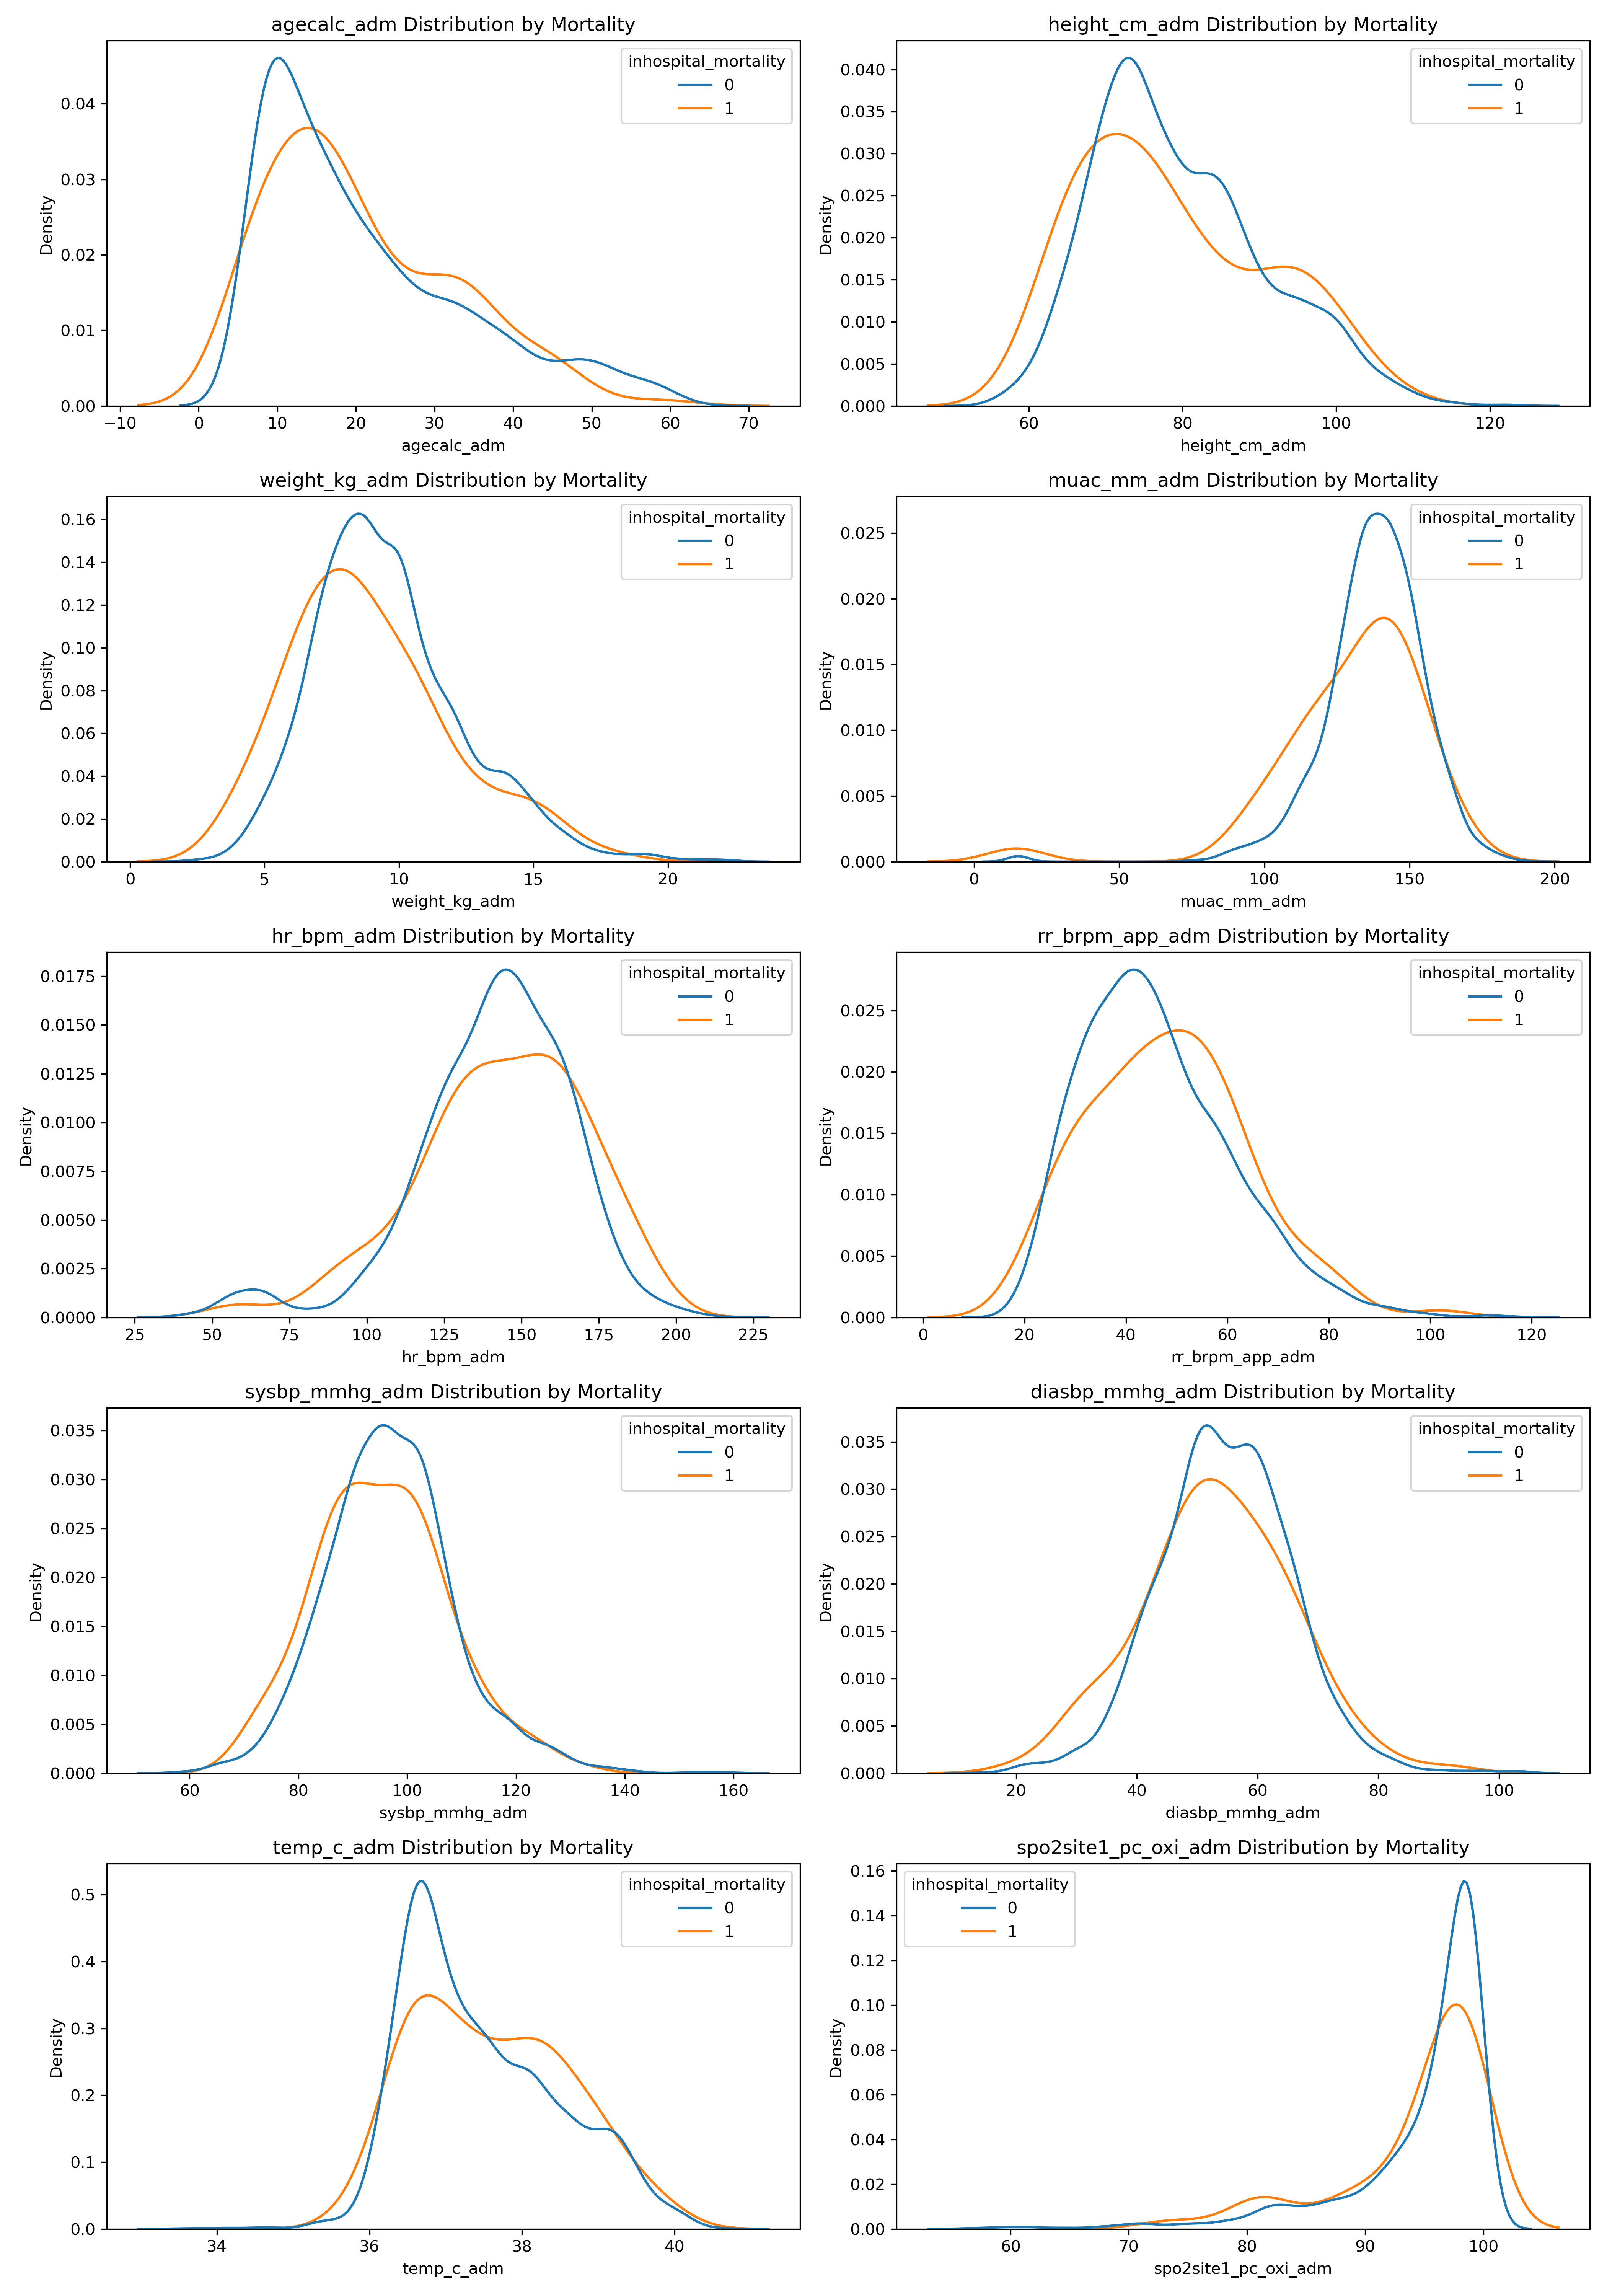 agecalc_adm Distribution by Mortality
inhospital_mortality
0
1
Density
0.04
0.03
0.02
0.01
0.00
−10 0 10 20 30 40 50 60 70
agecalc_adm
height_cm_adm Distribution by Mortality
inhospital_mortality
0
1
Density
0.040
0.035
0.030
0.025
0.020
0.015
0.010
0.005
0.000
60 80 100 120
height_cm_adm
weight_kg_adm Distribution by Mortality
inhospital_mortality
0
1
Density
0.16
0.14
0.12
0.10
0.08
0.06
0.04
0.02
0.00
0 5 10 15 20
weight_kg_adm
muac_mm_adm Distribution by Mortality
inhospital_mortality
0
1
Density
0.025
0.020
0.015
0.010
0.005
0.000
0 50 100 150 200
muac_mm_adm
hr_bpm_adm Distribution by Mortality
inhospital_mortality
0
1
Density
0.0175
0.0150
0.0125
0.0100
0.0075
0.0050
0.0025
0.0000
25 50 75 100 125 150 175 200 225
hr_bpm_adm
rr_brpm_app_adm Distribution by Mortality
inhospital_mortality
0
1
Density
0.025
0.020
0.015
0.010
0.005
0.000
0 20 40 60 80 100 120
rr_brpm_app_adm
sysbp_mmhg_adm Distribution by Mortality
inhospital_mortality
0
1
Density
0.035
0.030
0.025
0.020
0.015
0.010
0.005
0.000
60 80 100 120 140 160
sysbp_mmhg_adm
diasbp_mmhg_adm Distribution by Mortality
inhospital_mortality
0
1
Density
0.035
0.030
0.025
0.020
0.015
0.010
0.005
0.000
20 40 60 80 100
diasbp_mmhg_adm
temp_c_adm Distribution by Mortality
inhospital_mortality
0
1
Density
0.5
0.4
0.3
0.2
0.1
0.0
34 36 38 40
temp_c_adm
spo2site1_pc_oxi_adm Distribution by Mortality
inhospital_mortality
0
1
Density
0.16
0.14
0.12
0.10
0.08
0.06
0.04
0.02
0.00
60 70 80 90 100
spo2site1_pc_oxi_adm